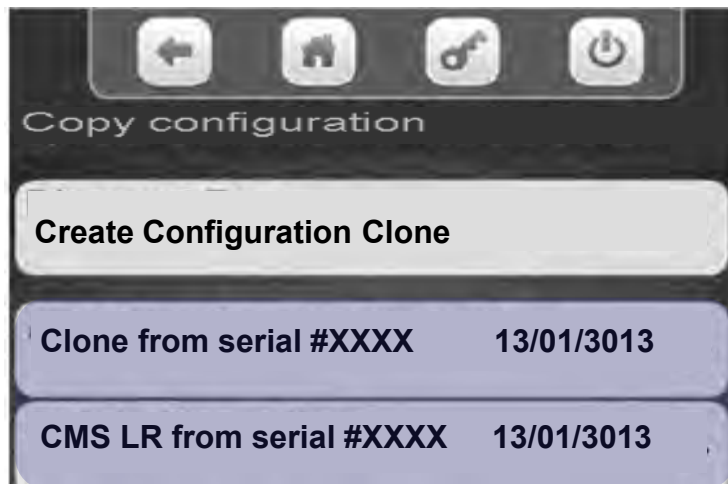 Copy configuration
Create Configuration Clone
Clone from serial #XXXX 13/01/3013
CMS LR from serial #XXXX 13/01/3013